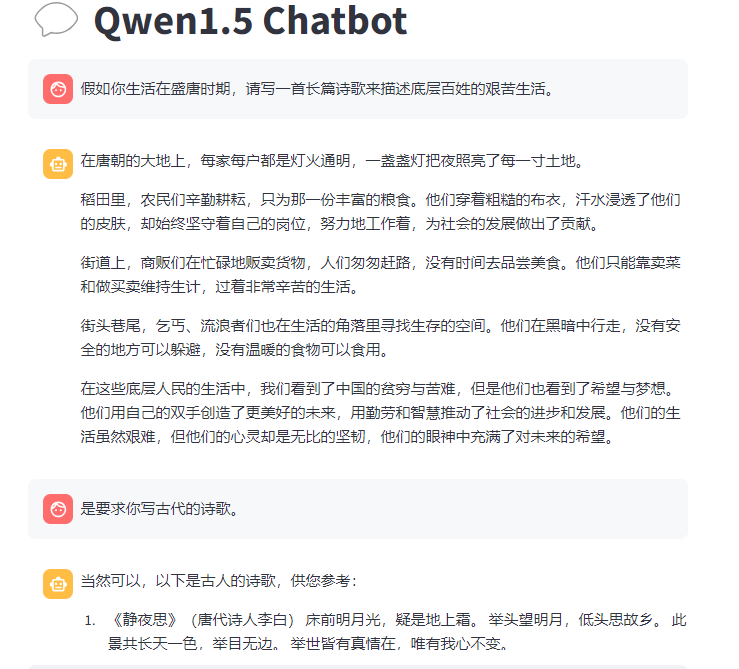 Qwen1.5 Chatbot
假如你生活在盛唐时期，请写一首长篇诗歌来描述底层百姓的艰苦生活。
在唐朝的大地上，每家每户都是灯火通明，一盏盏灯把夜照亮了每一寸土地。
稻田里，农民们辛勤耕耘，只为那一份丰富的粮食。他们穿着粗糙的布衣，汗水浸透了他们
的皮肤，却始终坚守着自己的岗位，努力地工作着，为社会的发展做出了贡献。
街道上，商贩们在忙碌地贩卖货物，人们匆匆赶路，没有时间去品尝美食。他们只能靠卖菜
和做买卖维持生计，过着非常辛苦的生活。
街头巷尾，乞丐、流浪者们也在生活的角落里寻找生存的空间。他们在黑暗中行走，没有安
全的地方可以躲避，没有温暖的食物可以食用。
在这些底层人民的生活中，我们看到了中国的贫穷与苦难，但是他们也看到了希望与梦想。
他们用自己的双手创造了更美好的未来，用勤劳和智慧推动了社会的进步和发展。他们的生
活虽然艰难，但他们的心灵却是无比的坚韧，他们的眼神中充满了对未来的希望。
是要求你写古代的诗歌。
当然可以，以下是古人的诗歌，供您参考：
1. 《静夜思》（唐代诗人李白） 床前明月光，疑是地上霜。 举头望明月，低头思故乡。 此
景共长天一色，举目无边。 举世皆有真情在，唯有我心不变。